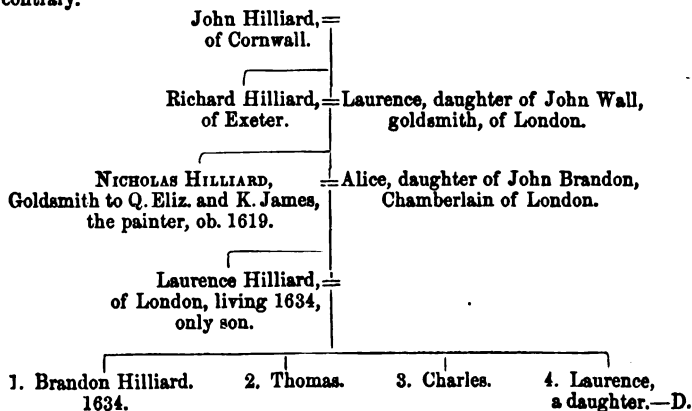 contrary.
John Hilliard,=
of Cornwall.
Richard Hilliard,=Laurence, daughter of John Wall,
of Exeter. goldsmith, of London.
NICHOLAS HILLIARD, =Alice, daughter of John Brandon,
Goldsmith to Q. Eliz. and K. James, Chamberlain of London.
the painter, ob. 1619.
Laurence Hilliard,=
of London, living 1634,
only son.
1. Brandon Hilliard. 2. Thomas. 3. Charles. 4. Laurence,
1634. a daughter.—D.